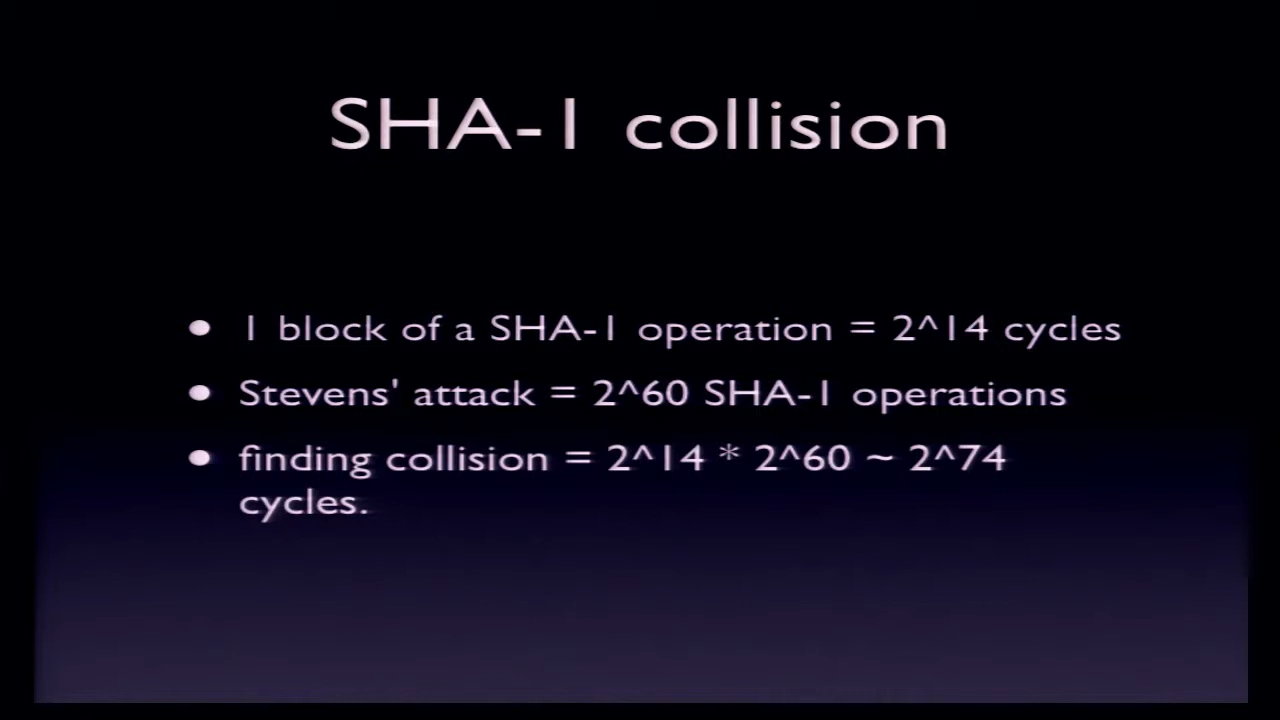 SHA-1 collision
• 1 block of a SHA-1 operation = 2^14 cycles
• Stevens' attack = 2^60 SHA-1 operations
• finding collision = 2^14 * 2^60 ~ 2^74
cycles.